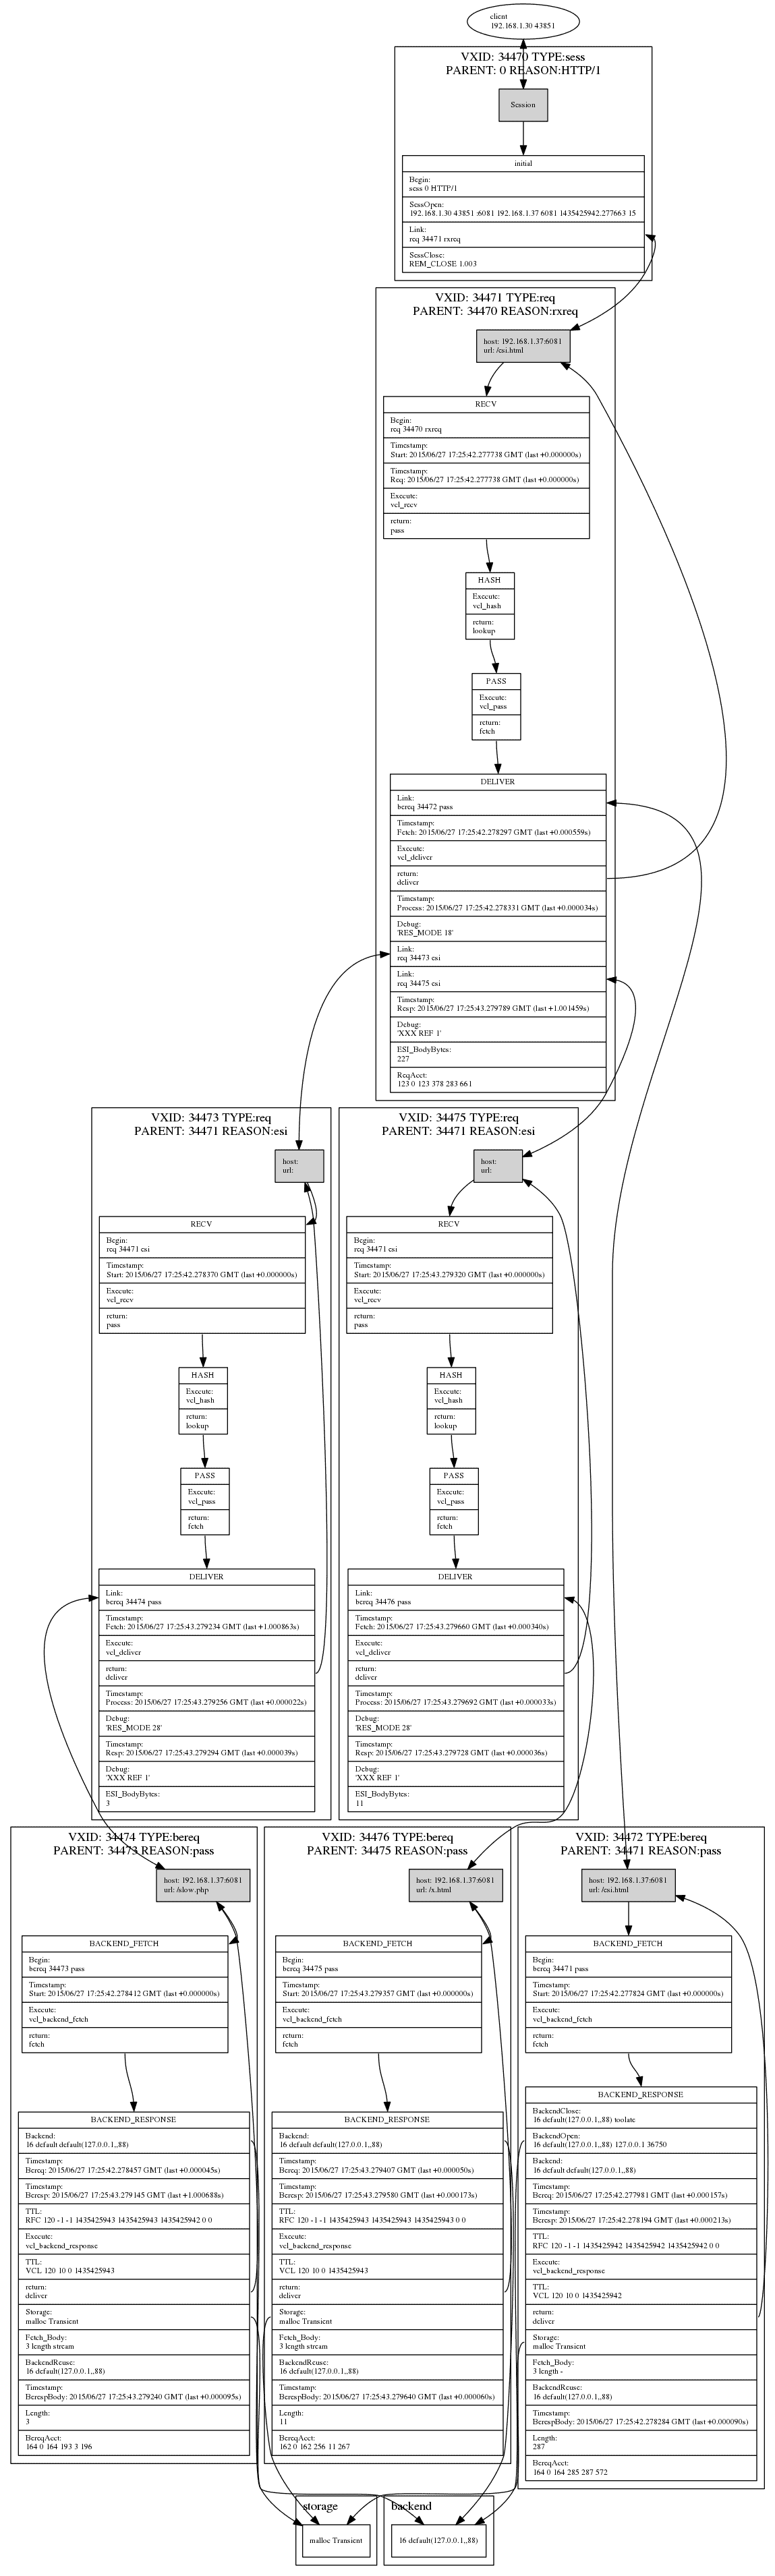 client
192.168.1.30 43851
VXID: 34470 TYPE:sess
PARENT: 0 REASON:HTTP/1
Session
initial
Begin:
sess 0 HTTP/1
SessOpen:
192.168.1.30 43851 :6081 192.168.1.37 6081 1435425942.277663 15
Link:
req 34471 rxreq
SessClose:
REM_CLOSE 1.003
VXID: 34471 TYPE:req
PARENT: 34470 REASON:rxreq
host: 192.168.1.37:6081
url: /esi.html
RECV
Begin:
req 34470 rxreq
Timestamp:
Start: 2015/06/27 17:25:42.277738 GMT (last +0.000000s)
Timestamp:
Req: 2015/06/27 17:25:42.277738 GMT (last +0.000000s)
Execute:
vcl_recv
return:
pass
HASH
Execute:
vcl_hash
return:
lookup
PASS
Execute:
vcl_pass
return:
fetch
DELIVER
Link:
bereq 34472 pass
Timestamp:
Fetch: 2015/06/27 17:25:42.278297 GMT (last +0.000559s)
Execute:
vcl_deliver
return:
deliver
Timestamp:
Process: 2015/06/27 17:25:42.278331 GMT (last +0.000034s)
Debug:
'RES_MODE 18'
Link:
req 34473 esi
Link:
req 34475 esi
Timestamp:
Resp: 2015/06/27 17:25:43.279789 GMT (last +1.001459s)
Debug:
'XXX REF 1'
ESI_BodyBytes:
227
ReqAcct:
123 0 123 378 283 661
VXID: 34473 TYPE:req
PARENT: 34471 REASON:esi
host:
url:
RECV
Begin:
req 34471 esi
Timestamp:
Start: 2015/06/27 17:25:42.278370 GMT (last +0.000000s)
Execute:
vcl_recv
return:
pass
HASH
Execute:
vcl_hash
return:
lookup
PASS
Execute:
vcl_pass
return:
fetch
DELIVER
Link:
bereq 34474 pass
Timestamp:
Fetch: 2015/06/27 17:25:43.279234 GMT (last +1.000863s)
Execute:
vcl_deliver
return:
deliver
Timestamp:
Process: 2015/06/27 17:25:43.279256 GMT (last +0.000022s)
Debug:
'RES_MODE 28'
Timestamp:
Resp: 2015/06/27 17:25:43.279294 GMT (last +0.000039s)
Debug:
'XXX REF 1'
ESI_BodyBytes:
3
VXID: 34475 TYPE:req
PARENT: 34471 REASON:esi
host:
url:
RECV
Begin:
req 34471 esi
Timestamp:
Start: 2015/06/27 17:25:43.279320 GMT (last +0.000000s)
Execute:
vcl_recv
return:
pass
HASH
Execute:
vcl_hash
return:
lookup
PASS
Execute:
vcl_pass
return:
fetch
DELIVER
Link:
bereq 34476 pass
Timestamp:
Fetch: 2015/06/27 17:25:43.279660 GMT (last +0.000340s)
Execute:
vcl_deliver
return:
deliver
Timestamp:
Process: 2015/06/27 17:25:43.279692 GMT (last +0.000033s)
Debug:
'RES_MODE 28'
Timestamp:
Resp: 2015/06/27 17:25:43.279728 GMT (last +0.000036s)
Debug:
'XXX REF 1'
ESI_BodyBytes:
11
VXID: 34474 TYPE:bereq
PARENT: 34473 REASON:pass
host: 192.168.1.37:6081
url: /slow.php
BACKEND_FETCH
Begin:
bereq 34473 pass
Timestamp:
Start: 2015/06/27 17:25:42.278412 GMT (last +0.000000s)
Execute:
vcl_backend_fetch
return:
fetch
BACKEND_RESPONSE
Backend:
16 default default(127.0.0.1,,88)
Timestamp:
Bereq: 2015/06/27 17:25:42.278457 GMT (last +0.000045s)
Timestamp:
Beresp: 2015/06/27 17:25:43.279145 GMT (last +1.000688s)
TTL:
RFC 120 -1 -1 1435425943 1435425943 1435425942 0 0
Execute:
vcl_backend_response
TTL:
VCL 120 10 0 1435425943
return:
deliver
Storage:
malloc Transient
Fetch_Body:
3 length stream
BackendReuse:
16 default(127.0.0.1,,88)
Timestamp:
BerespBody: 2015/06/27 17:25:43.279240 GMT (last +0.000095s)
Length:
3
BereqAcct:
164 0 164 193 3 196
VXID: 34476 TYPE:bereq
PARENT: 34475 REASON:pass
host: 192.168.1.37:6081
url: /x.html
BACKEND_FETCH
Begin:
bereq 34475 pass
Timestamp:
Start: 2015/06/27 17:25:43.279357 GMT (last +0.000000s)
Execute:
vcl_backend_fetch
return:
fetch
BACKEND_RESPONSE
Backend:
16 default default(127.0.0.1,,88)
Timestamp:
Bereq: 2015/06/27 17:25:43.279407 GMT (last +0.000050s)
Timestamp:
Beresp: 2015/06/27 17:25:43.279580 GMT (last +0.000173s)
TTL:
RFC 120 -1 -1 1435425943 1435425943 1435425943 0 0
Execute:
vcl_backend_response
TTL:
VCL 120 10 0 1435425943
return:
deliver
Storage:
malloc Transient
Fetch_Body:
3 length stream
BackendReuse:
16 default(127.0.0.1,,88)
Timestamp:
BerespBody: 2015/06/27 17:25:43.279640 GMT (last +0.000060s)
Length:
11
BereqAcct:
162 0 162 256 11 267
VXID: 34472 TYPE:bereq
PARENT: 34471 REASON:pass
host: 192.168.1.37:6081
url: /esi.html
BACKEND_FETCH
Begin:
bereq 34471 pass
Timestamp:
Start: 2015/06/27 17:25:42.277824 GMT (last +0.000000s)
Execute:
vcl_backend_fetch
return:
fetch
BACKEND_RESPONSE
BackendClose:
16 default(127.0.0.1,,88) toolate
BackendOpen:
16 default(127.0.0.1,,88) 127.0.0.1 36750
Backend:
16 default default(127.0.0.1,,88)
Timestamp:
Bereq: 2015/06/27 17:25:42.277981 GMT (last +0.000157s)
Timestamp:
Beresp: 2015/06/27 17:25:42.278194 GMT (last +0.000213s)
TTL:
RFC 120 -1 -1 1435425942 1435425942 1435425942 0 0
Execute:
vcl_backend_response
TTL:
VCL 120 10 0 1435425942
return:
deliver
Storage:
malloc Transient
Fetch_Body:
3 length -
BackendReuse:
16 default(127.0.0.1,,88)
Timestamp:
BerespBody: 2015/06/27 17:25:42.278284 GMT (last +0.000090s)
Length:
287
BereqAcct:
164 0 164 285 287 572
storage
malloc Transient
backend
16 default(127.0.0.1,,88)